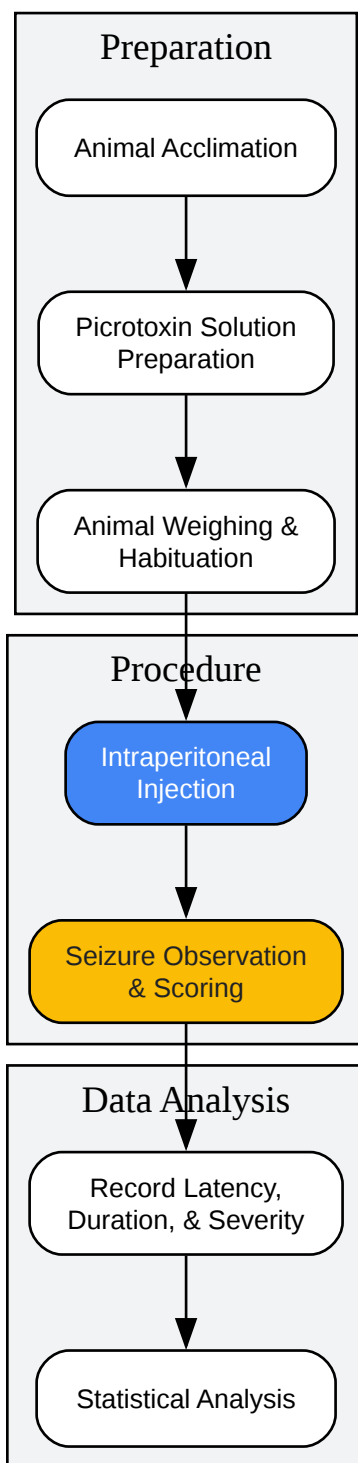 Preparation
Animal Acclimation
Picrotoxin Solution
Preparation
Animal Weighing &
Habituation
Procedure
Intraperitoneal
Injection
Seizure Observation
& Scoring
Data Analysis
Record Latency,
Duration, & Severity
Statistical Analysis